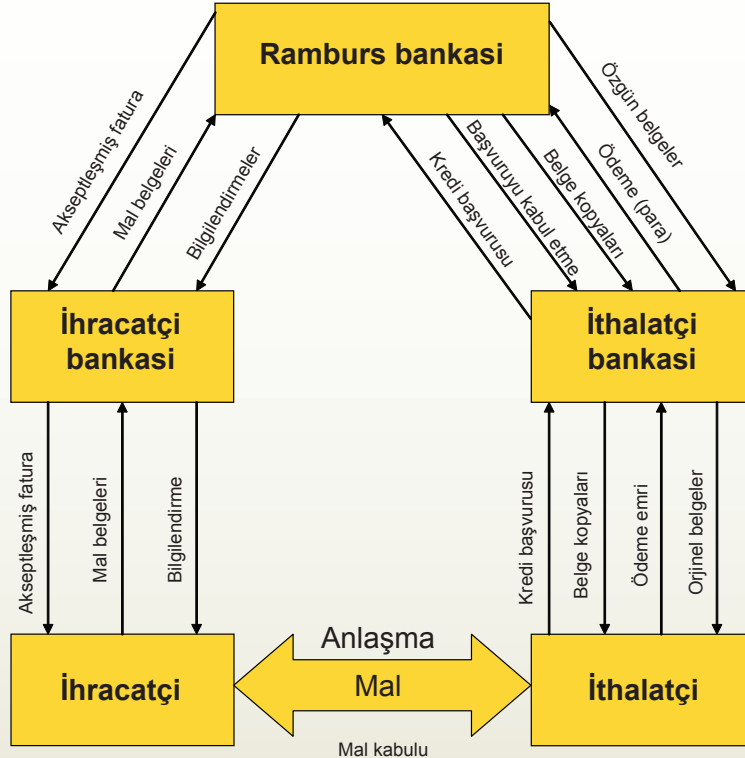 Ramburs bankasi
Akseptleşmiş fatura
Mal belgeleri
Bilgilendirmeler
Kredi başvurusu
Başvuruyu kabul etme
Belge kopyaları
Ödeme (para)
Özgün belgeler
İhracatçi
bankasi
İthalatçi
bankasi
Akseptleşmiş fatura
Mal belgeleri
Bilgilendirme
Kredi başvurusu
Belge kopyaları
Ödeme emri
Orjinel belgeler
İhracatçi
Anlaşma
Mal
Mal kabulu
İthalatçi